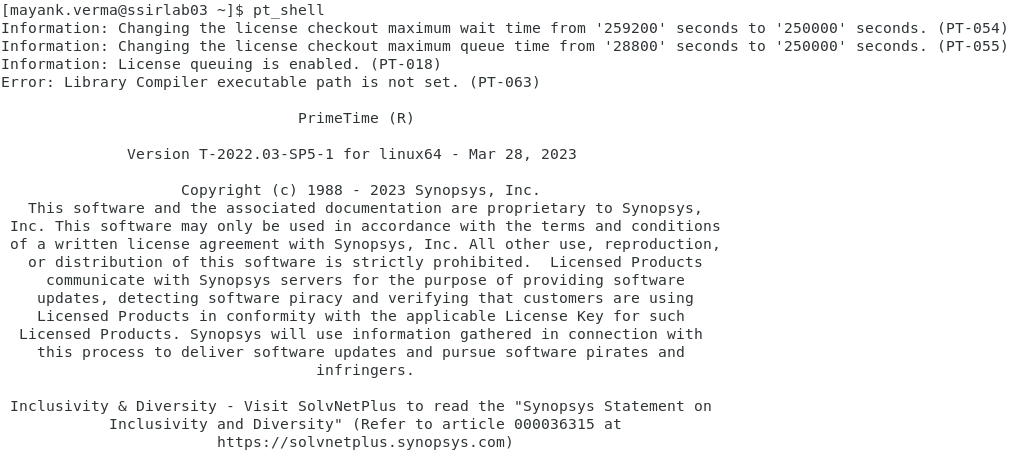 [mayank.verma@ssirlab03 ~]$ pt_shell
Information: Changing the license checkout maximum wait time from '259200' seconds to '250000' seconds. (PT-054)
Information: Changing the license checkout maximum queue time from '28800' seconds to '250000' seconds. (PT-055)
Information: License queuing is enabled. (PT-018)
Error: Library Compiler executable path is not set. (PT-063)
PrimeTime (R)
Version T-2022.03-SP5-1 for linux64 - Mar 28, 2023
Copyright (c) 1988 - 2023 Synopsys, Inc.
This software and the associated documentation are proprietary to Synopsys,
Inc. This software may only be used in accordance with the terms and conditions
of a written license agreement with Synopsys, Inc. All other use, reproduction,
or distribution of this software is strictly prohibited.  Licensed Products
communicate with Synopsys servers for the purpose of providing software
updates, detecting software piracy and verifying that customers are using
Licensed Products in conformity with the applicable License Key for such
Licensed Products. Synopsys will use information gathered in connection with
this process to deliver software updates and pursue software pirates and
infringers.
Inclusivity & Diversity - Visit SolvNetPlus to read the "Synopsys Statement on
Inclusivity and Diversity" (Refer to article 000036315 at
https://solvnetplus.synopsys.com)